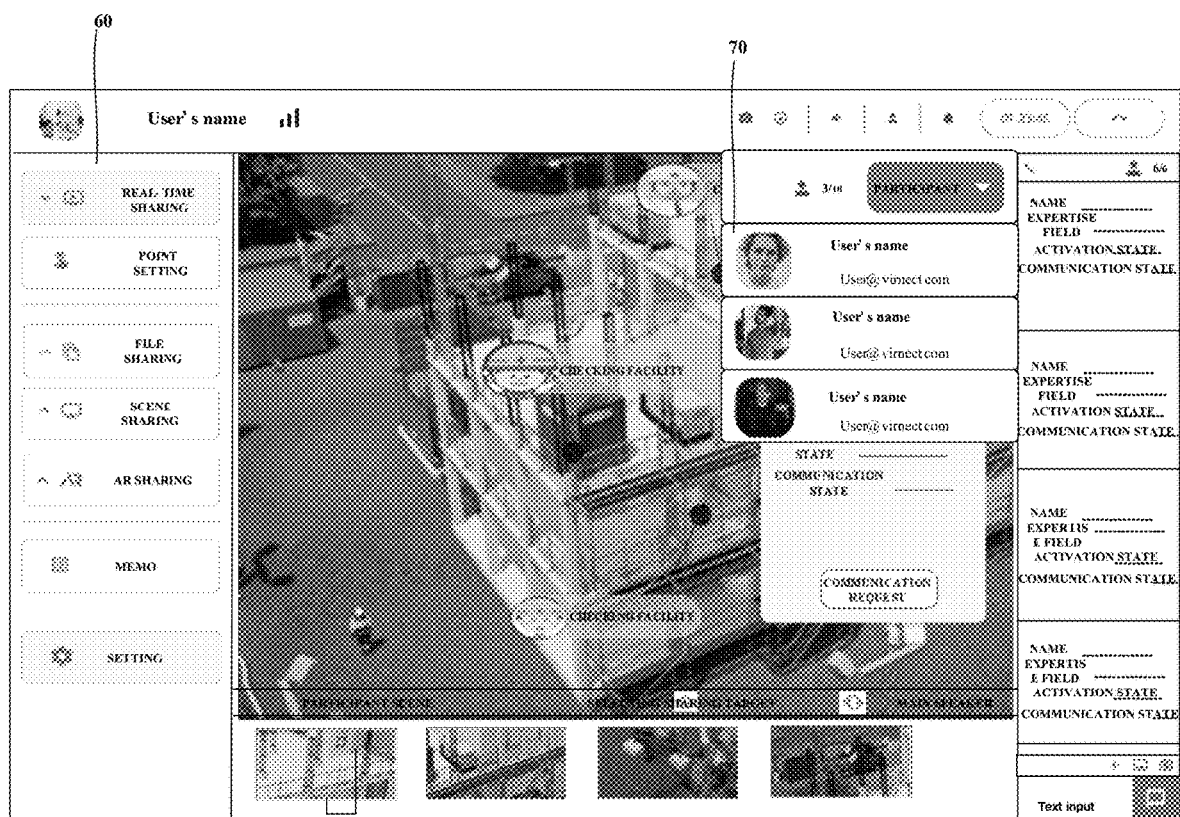 60
70
User's name
REAL-TIME
SHARING
POINT
SETTING
FILE
SHARING
SCENE
SHARING
AR SHARING
MEMO
SETTING
PARTICIPANT
User's name
User@virnect.com
User's name
User@virnect.com
User's name
User@virnect.com
CHECKING FACILITY
CHECKING FACILITY
STATE
COMMUNICATION
STATE
COMMUNICATION
REQUEST
PARTICIPANT SCENE
SHARING TARGET
6/6
NAME
EXPERTISE
FIELD
ACTIVATION STATE
COMMUNICATION STATE
NAME
EXPERTISE
FIELD
ACTIVATION STATE
COMMUNICATION STATE
NAME
EXPERTIS
E FIELD
ACTIVATION STATE
COMMUNICATION STATE
NAME
EXPERTIS
E FIELD
ACTIVATION STATE
COMMUNICATION STATE
Text input